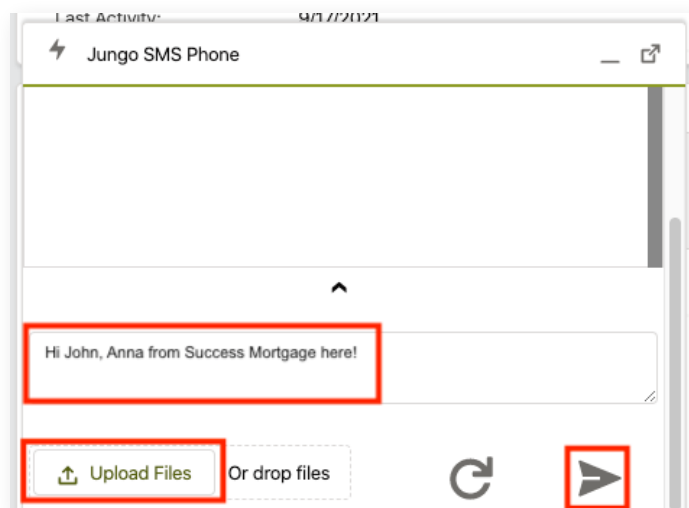 Last Activity: 9/17/2021
Jungo SMS Phone
Hi John, Anna from Success Mortgage here!
Upload Files Or drop files